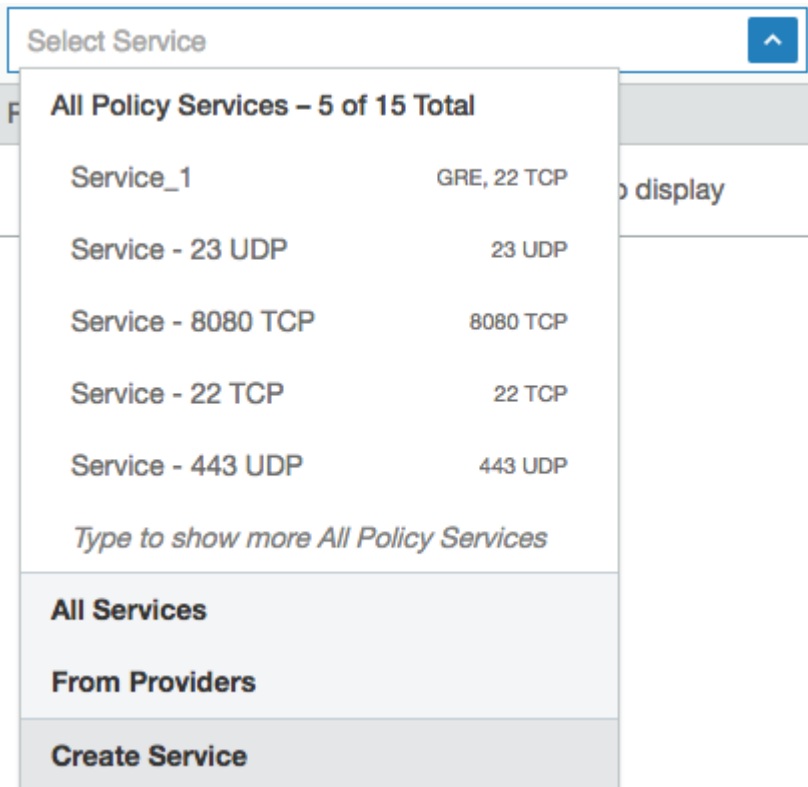 Select Service
All Policy Services – 5 of 15 Total
Service_1 GRE, 22 TCP
display
Service - 23 UDP 23 UDP
Service - 8080 TCP 8080 TCP
Service - 22 TCP 22 TCP
Service - 443 UDP 443 UDP
Type to show more All Policy Services
All Services
From Providers
Create Service